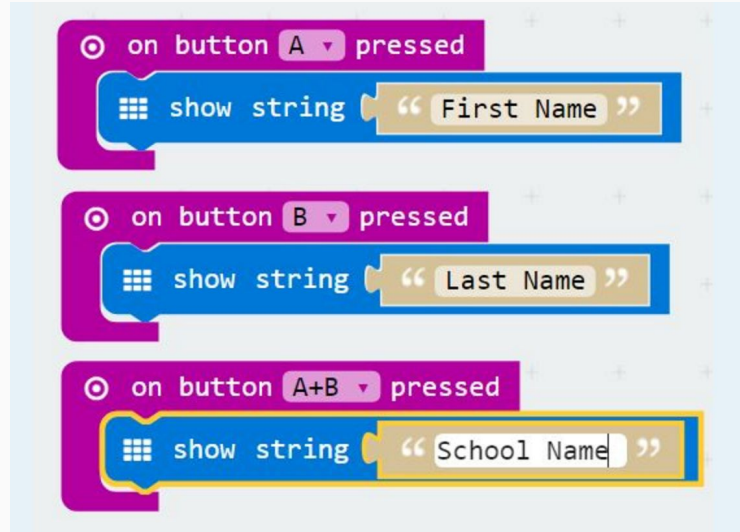 on button A pressed
show string “ First Name ”
on button B pressed
show string “ Last Name ”
on button A+B pressed
show string “ School Name ”